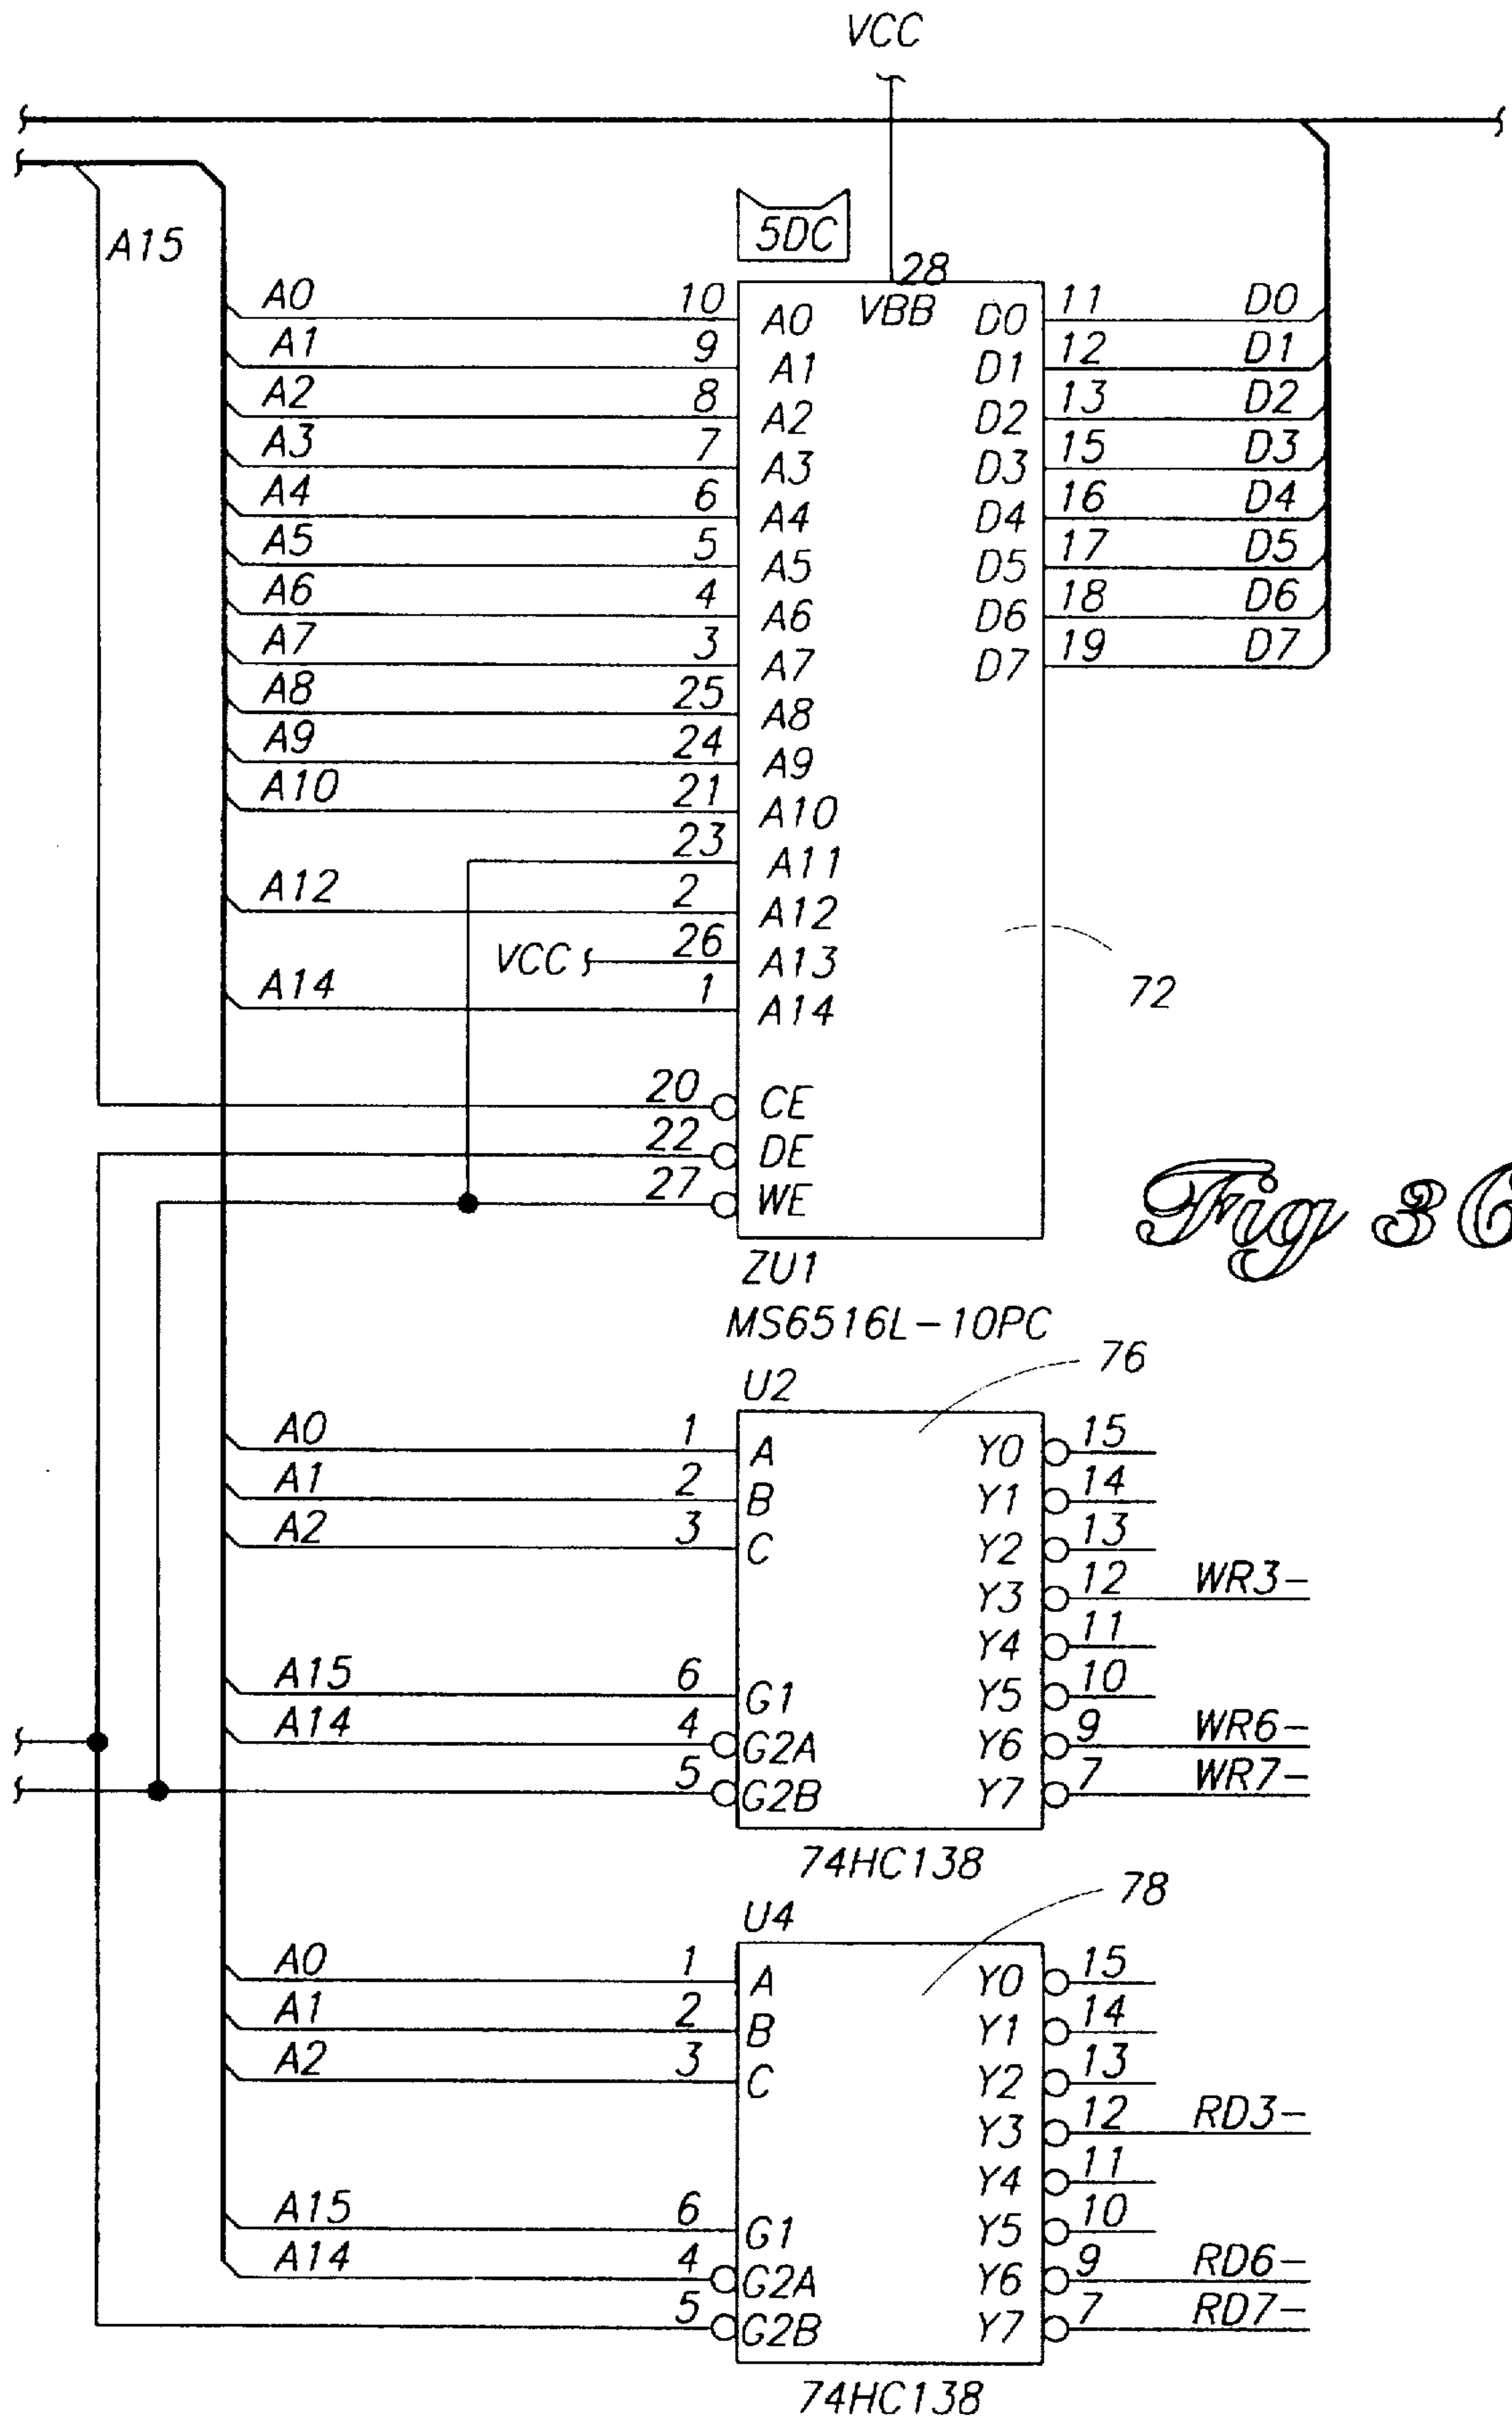 VCC
5DC
A15
28
A0 10 A0 VBB D0 11 D0
A1 9 A1 D1 12 D1
A2 8 A2 D2 13 D2
A3 7 A3 D3 15 D3
A4 6 A4 D4 16 D4
A5 5 A5 D5 17 D5
A6 4 A6 D6 18 D6
A7 3 A7 D7 19 D7
A8 25 A8
A9 24 A9
A10 21 A10
23 A11
A12 2 A12
VCC 26 A13
A14 1 A14
72
20 CE
22 DE
27 WE
Fig 3C
ZU1
MS6516L-10PC
76
U2
A0 1 A Y0 15
A1 2 B Y1 14
A2 3 C Y2 13
Y3 12 WR3-
Y4 11
A15 6 G1 Y5 10
A14 4 G2A Y6 9 WR6-
5 G2B Y7 7 WR7-
74HC138
78
U4
A0 1 A Y0 15
A1 2 B Y1 14
A2 3 C Y2 13
Y3 12 RD3-
Y4 11
A15 6 G1 Y5 10
A14 4 G2A Y6 9 RD6-
5 G2B Y7 7 RD7-
74HC138